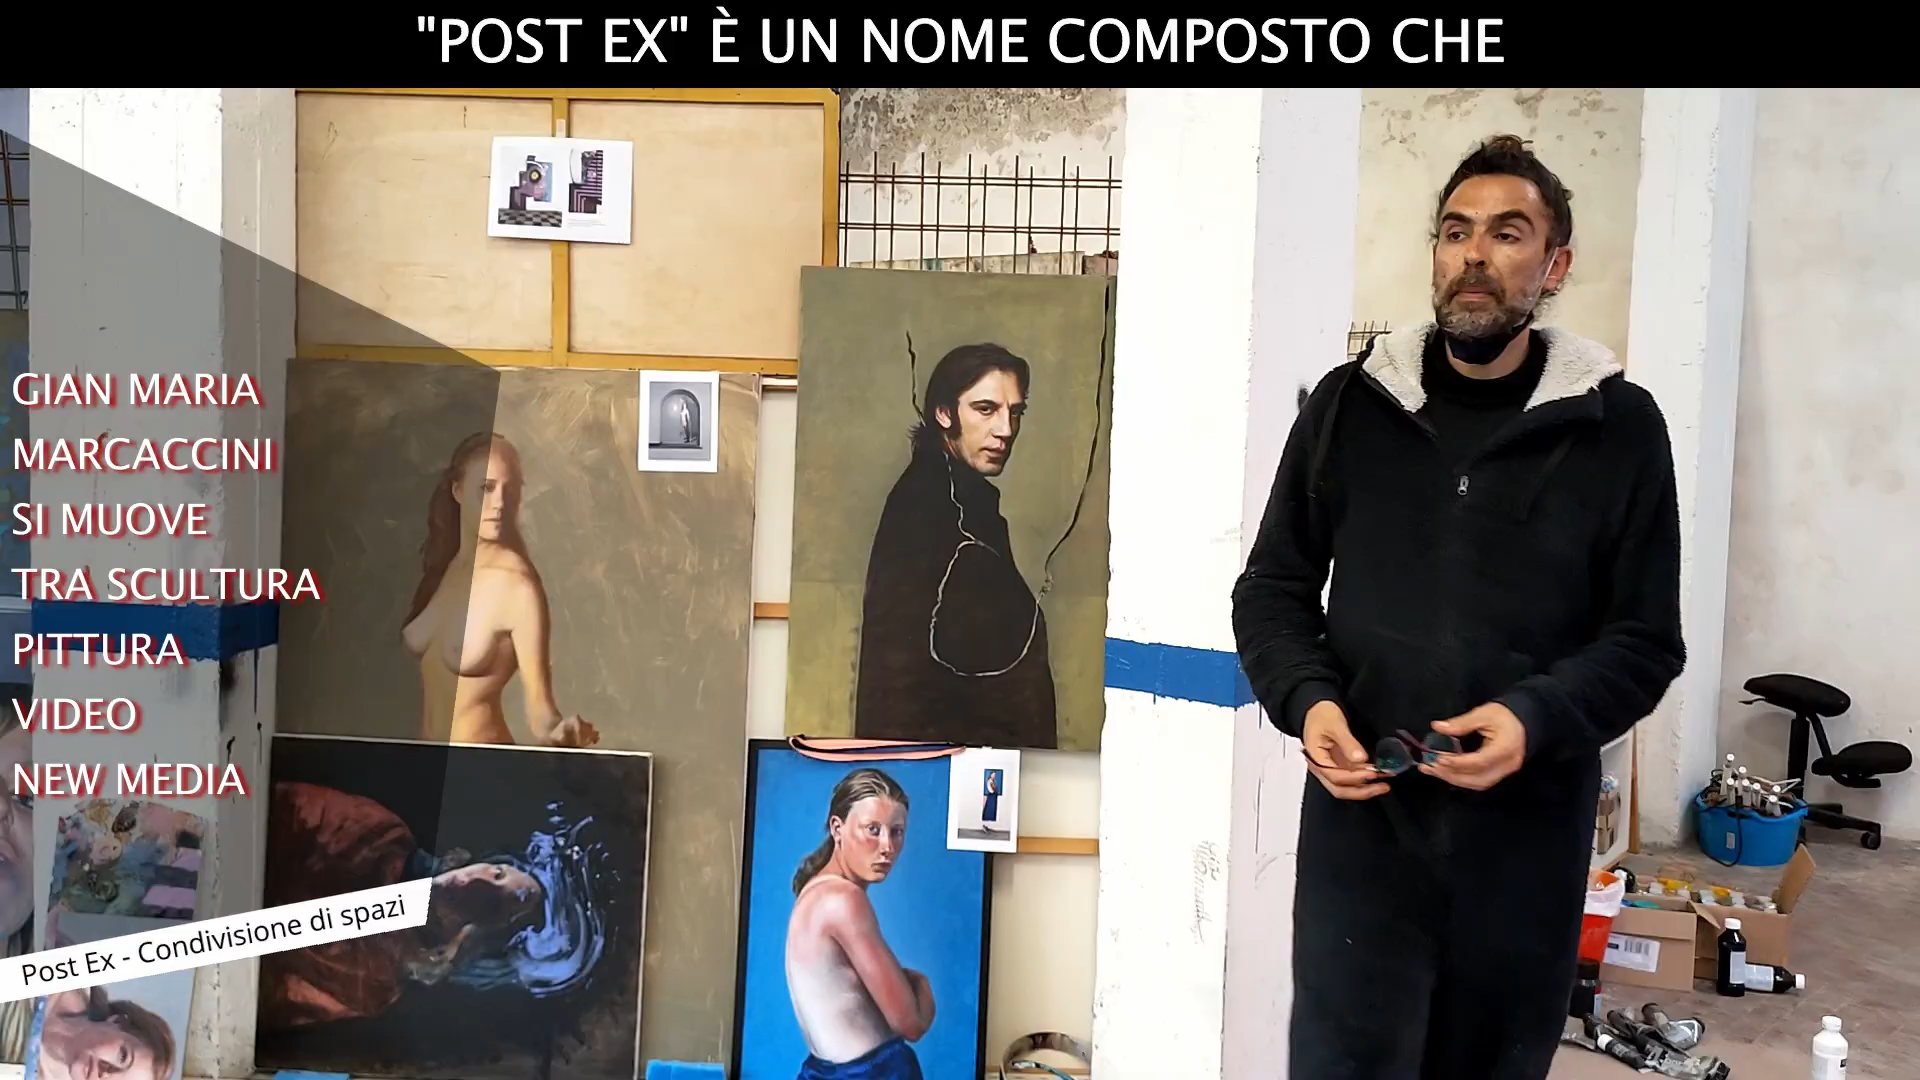 "POST EX" È UN NOME COMPOSTO CHE
GIAN MARIA
MARCACCINI
SI MUOVE
TRA SCULTURA
PITTURA
VIDEO
NEW MEDIA
Post Ex - Condivisione di spazi